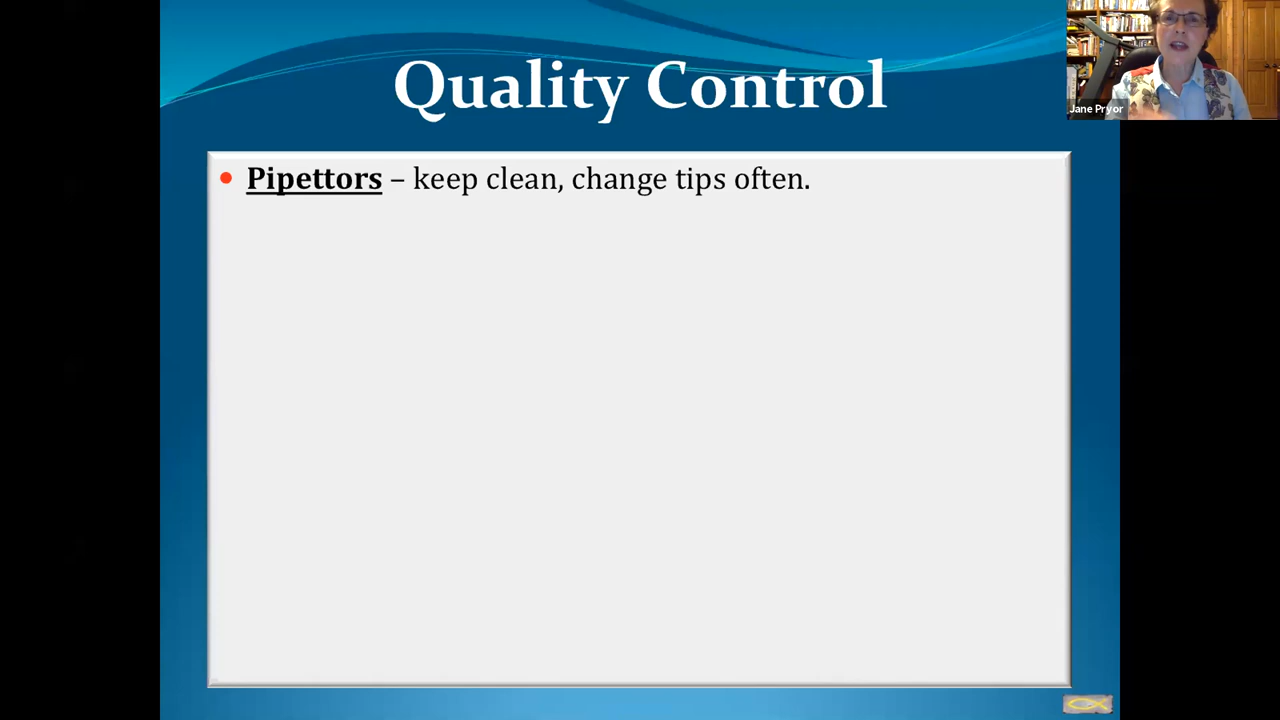 Quality Control
Jane Pryor
• Pipettors – keep clean, change tips often.